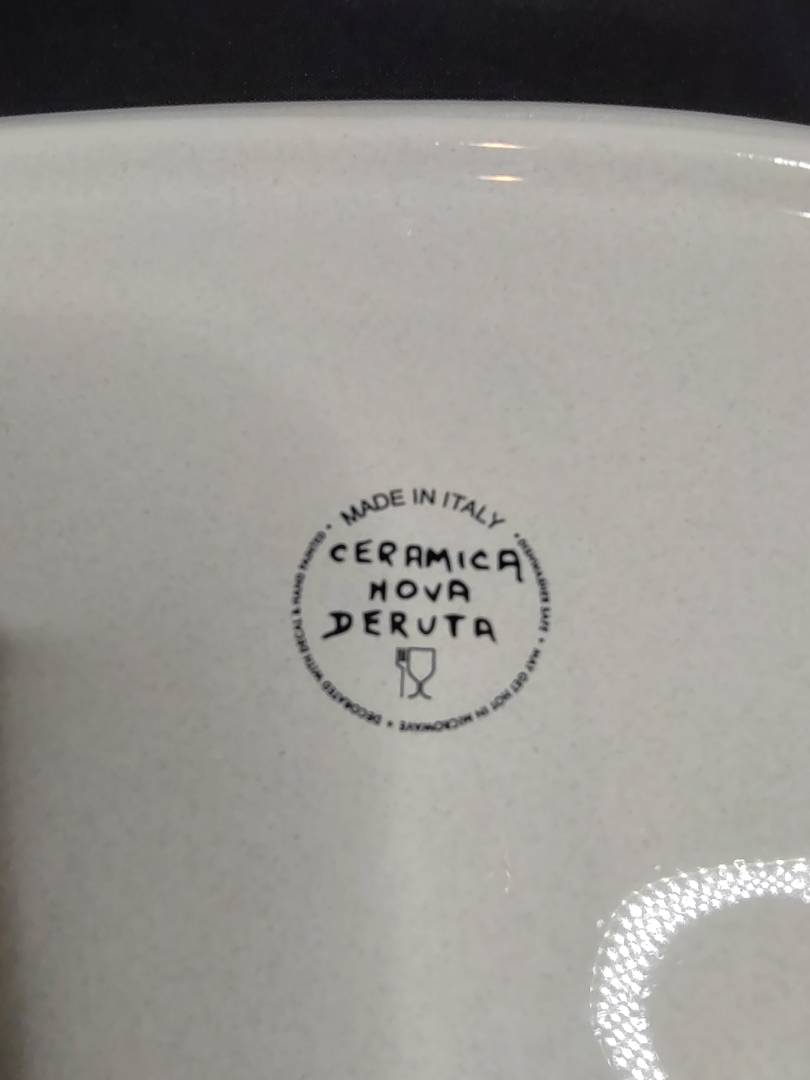 MADE IN ITALY
CERAMICA
NOVA
DERUTA
• DISHWASHER SAFE • MAY GET HOT IN MICROWAVE • DECORATED WITH DECAL & HAND PAINTED •